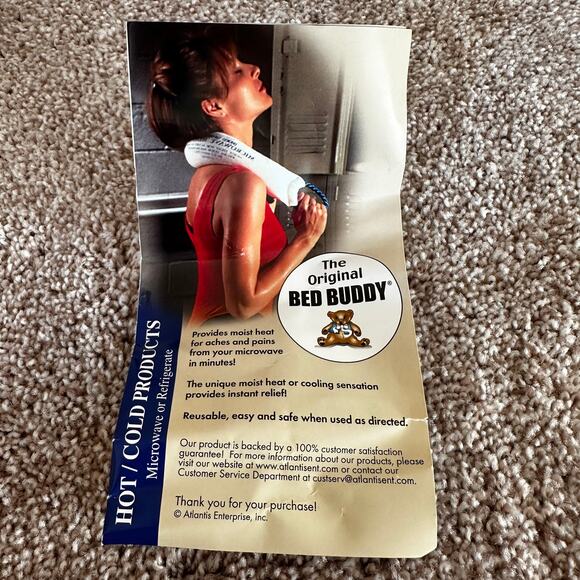 The
Original
BED BUDDY®
Provides moist heat
for aches and pains
from your microwave
in minutes!
The unique moist heat or cooling sensation
provides instant relief!
Reusable, easy and safe when used as directed.
Our product is backed by a 100% customer satisfaction
guarantee! For more information about our products, please
visit our website at www.atlantisent.com or contact our
Customer Service Department at custserv@atlantisent.com.
Thank you for your purchase!
© Atlantis Enterprise, Inc.
HOT / COLD PRODUCTS
Microwave or Refrigerate